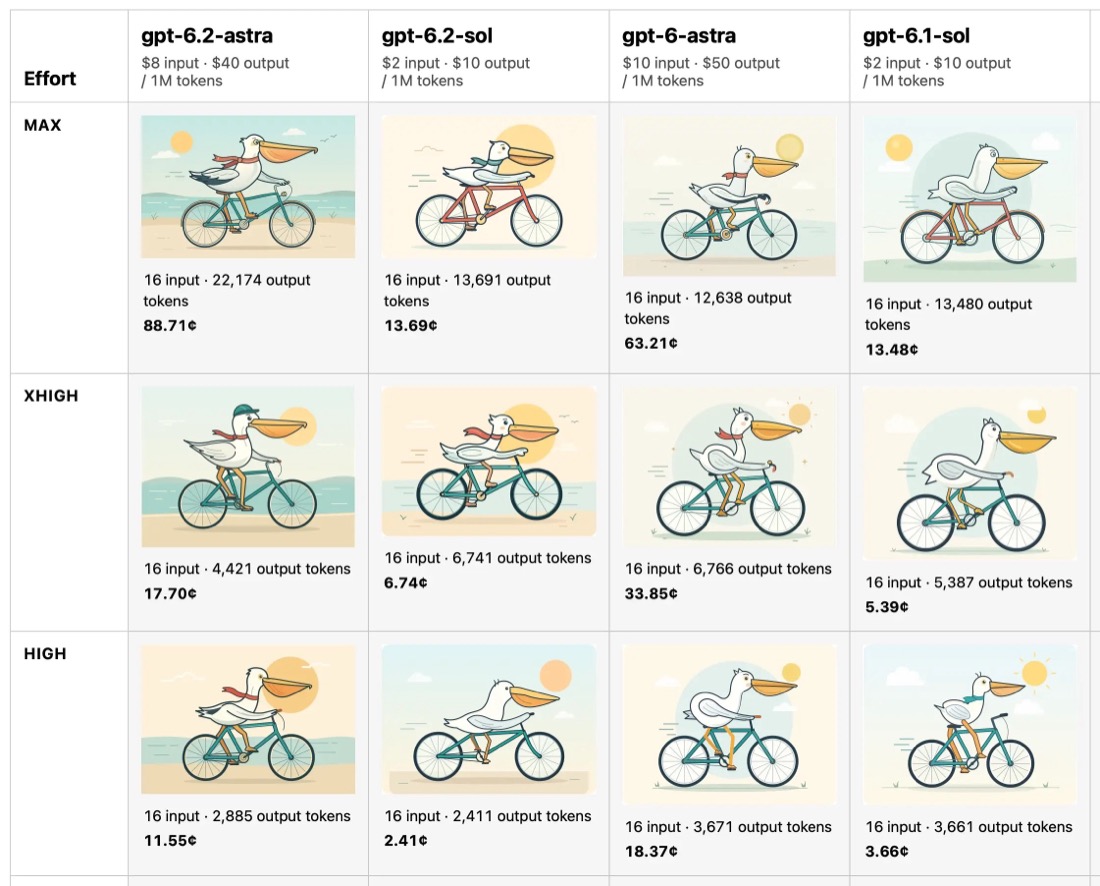 Effort
gpt-6.2-astra
$8 input · $40 output
/ 1M tokens
gpt-6.2-sol
$2 input · $10 output
/ 1M tokens
gpt-6-astra
$10 input · $50 output
/ 1M tokens
gpt-6.1-sol
$2 input · $10 output
/ 1M tokens
MAX
16 input · 22,174 output
tokens
88.71¢
16 input · 13,691 output
tokens
13.69¢
16 input · 12,638 output
tokens
63.21¢
16 input · 13,480 output
tokens
13.48¢
XHIGH
16 input · 4,421 output tokens
17.70¢
16 input · 6,741 output tokens
6.74¢
16 input · 6,766 output tokens
33.85¢
16 input · 5,387 output tokens
5.39¢
HIGH
16 input · 2,885 output tokens
11.55¢
16 input · 2,411 output tokens
2.41¢
16 input · 3,671 output tokens
18.37¢
16 input · 3,661 output tokens
3.66¢